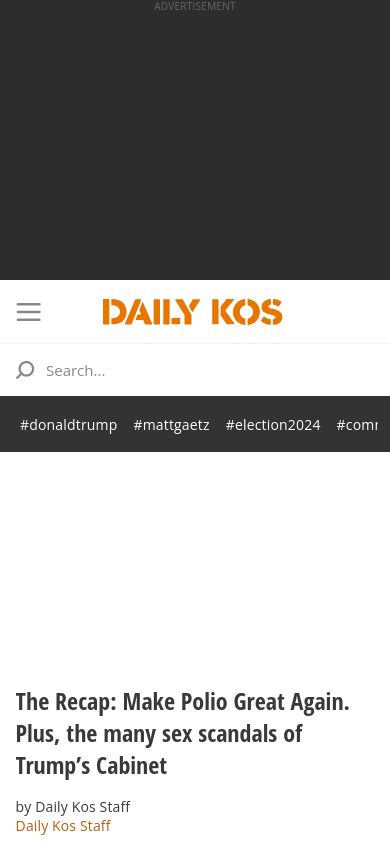 ADVERTISEMENT
DAILY KOS
Search...
#donaldtrump #mattgaetz #election2024
The Recap: Make Polio Great Again.
Plus, the many sex scandals of
Trump’s Cabinet
by Daily Kos Staff
Daily Kos Staff